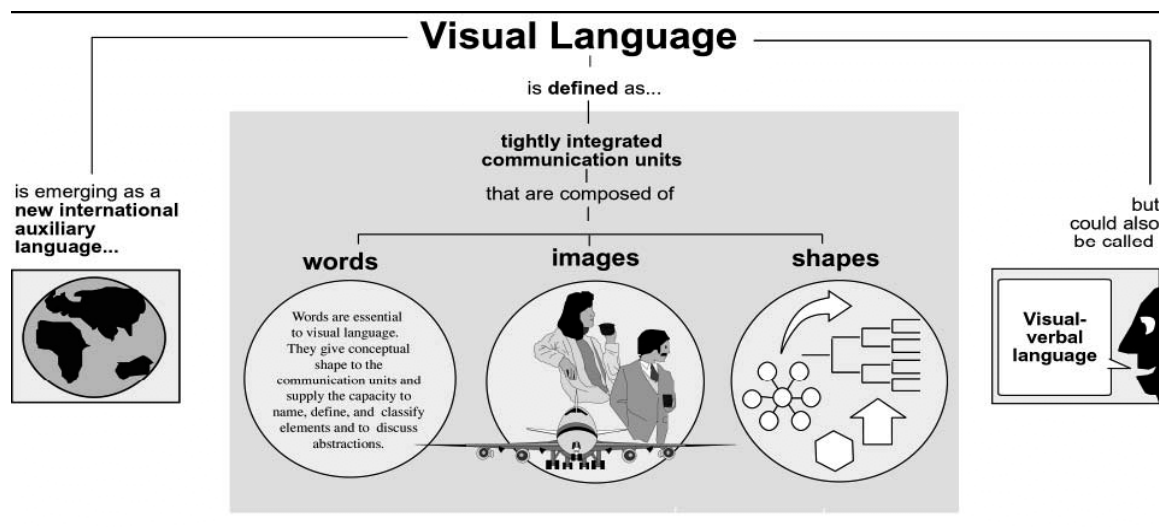 Visual Language
is defined as...
tightly integrated
communication units
that are composed of
is emerging as a
new international
auxiliary
language...
words
images
shapes
Words are essential
to visual language.
They give conceptual
shape to the
communication units and
supply the capacity to
name, define, and classify
elements and to discuss
abstractions.
but
could also
be called
Visual-
verbal
language